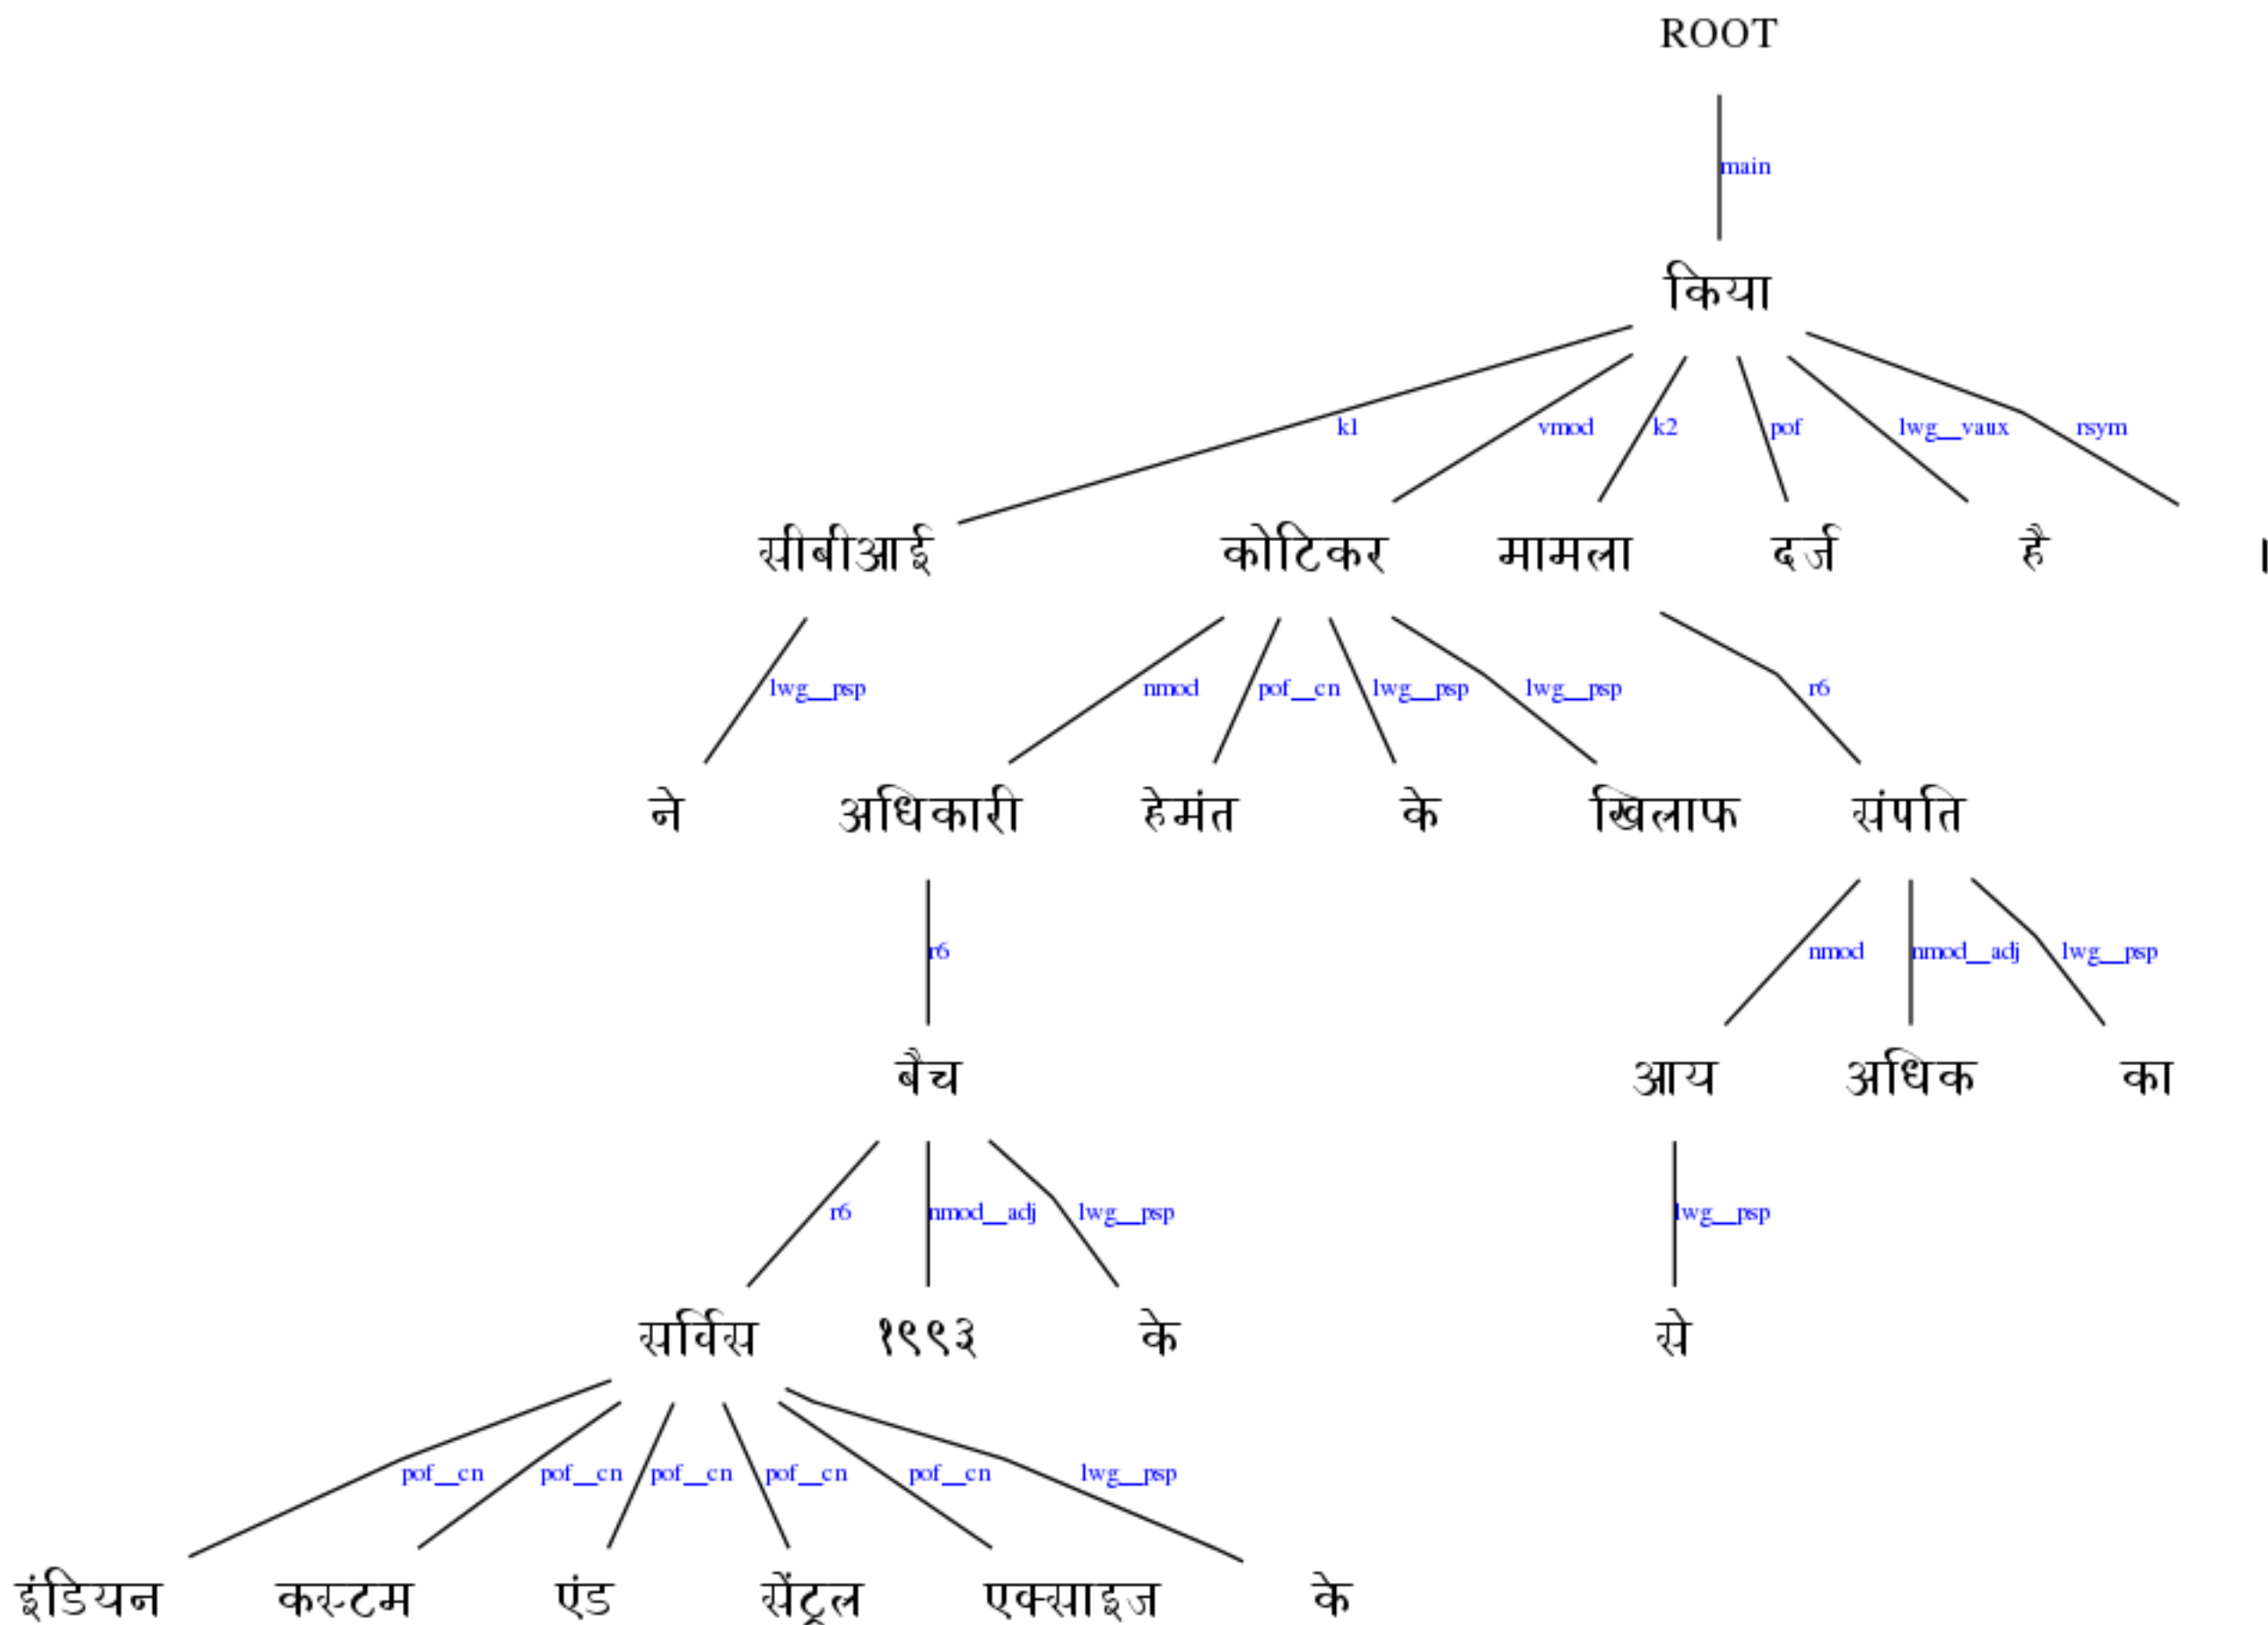 ROOT
main
किया
k1 vmod k2 pof lwg__vaux rsym
सीबीआई कोटिकर मामला दर्ज है ।
lwg__psp nmod pof__cn lwg__psp lwg__psp r6
ने अधिकारी हेमंत के खिलाफ संपति
r6 nmod nmod__adj lwg__psp
बैच आय अधिक का
r6 nmod__adj lwg__psp lwg__psp
सर्विस १९९३ के से
pof__cn pof__cn pof__cn pof__cn pof__cn lwg__psp
इंडियन कस्टम एंड सेंट्रल एक्साइज के